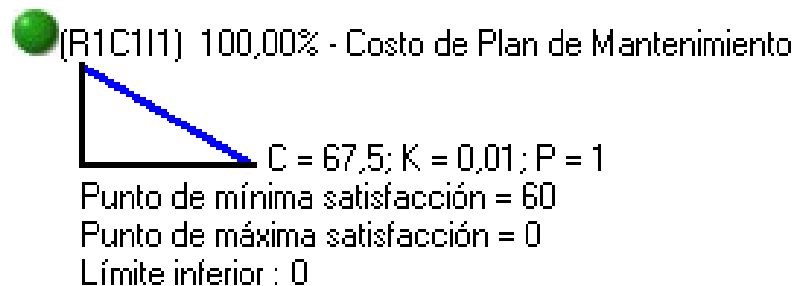 (R1C1I1) 100,00% - Costo de Plan de Mantenimiento
C = 67,5; K = 0,01; P = 1
Punto de mínima satisfacción = 60
Punto de máxima satisfacción = 0
Límite inferior : 0